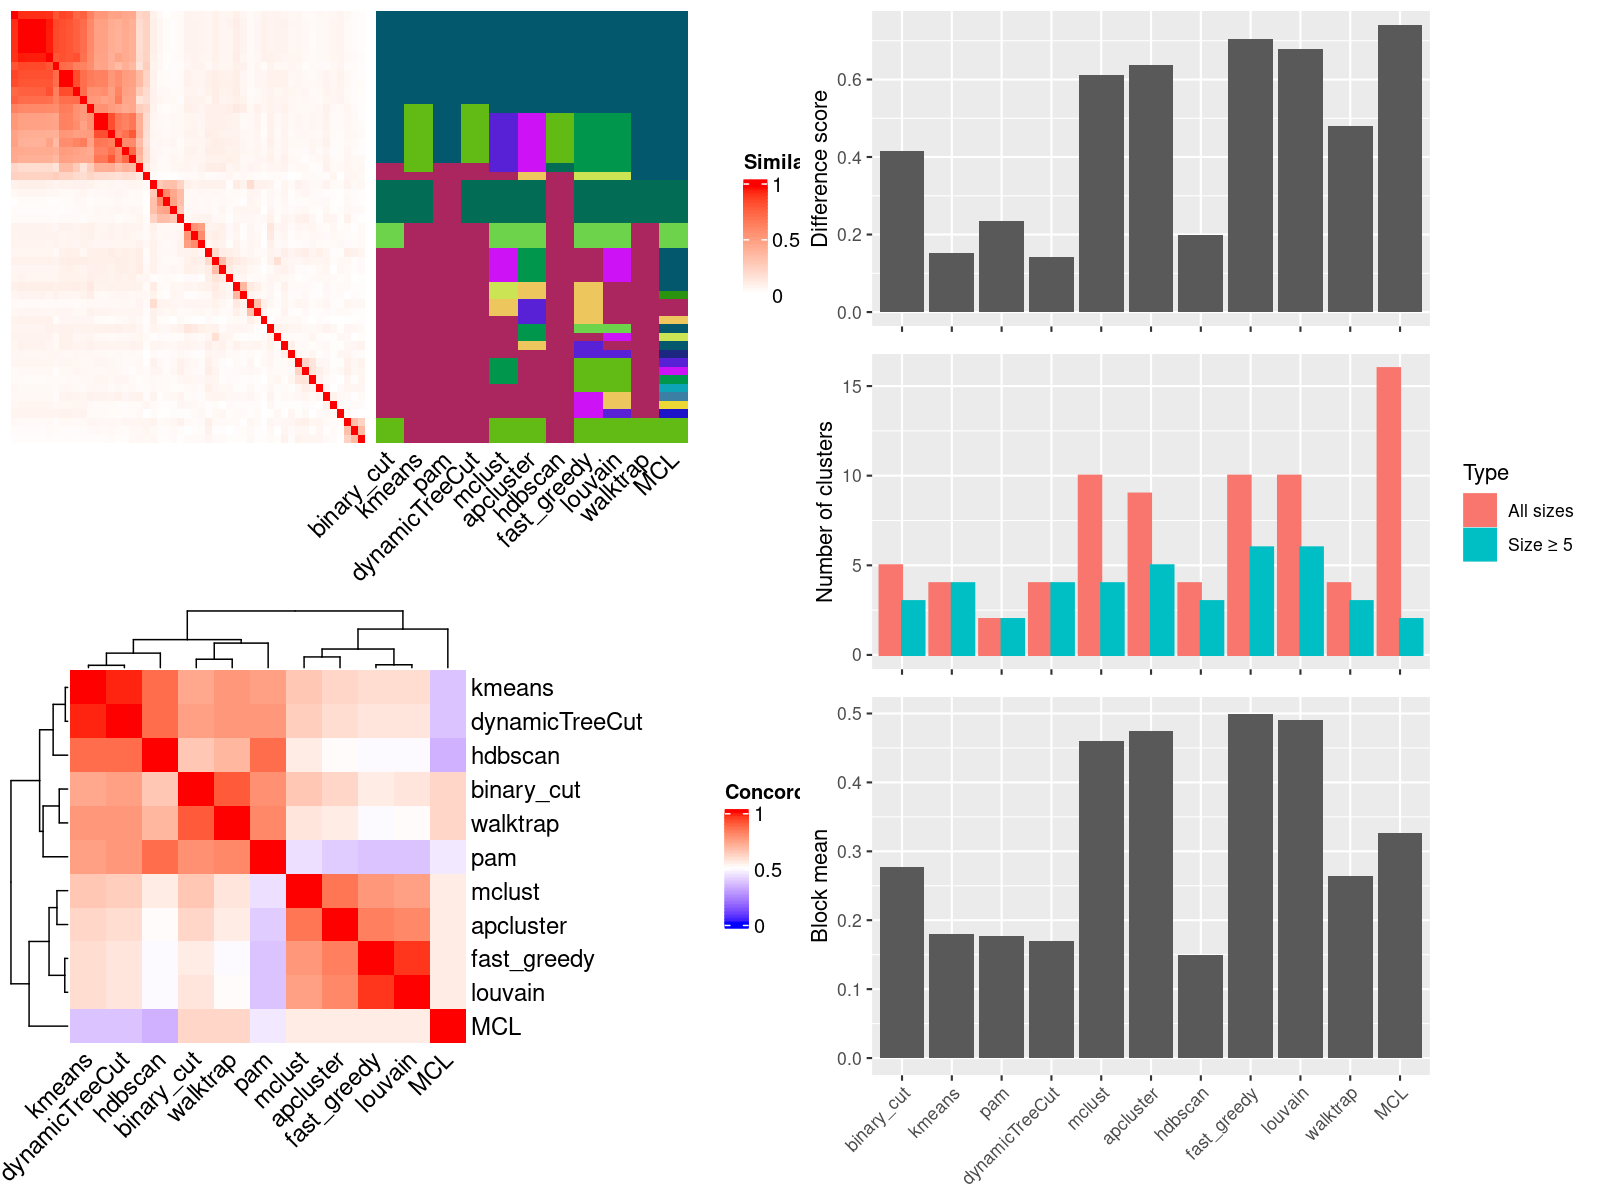 Simila
1
0.5
0
binary_cut
kmeans
pam
dynamicTreeCut
mclust
apcluster
hdbscan
fast_greedy
louvain
walktrap
MCL
kmeans
dynamicTreeCut
hdbscan
binary_cut
walktrap
pam
mclust
apcluster
fast_greedy
louvain
MCL
Concord
1
0.5
0
kmeans
dynamicTreeCut
hdbscan
binary_cut
walktrap
pam
mclust
apcluster
fast_greedy
louvain
MCL
Difference score
0.6
0.4
0.2
0.0
Number of clusters
15
10
5
0
Type
All sizes
Size ≥ 5
Block mean
0.5
0.4
0.3
0.2
0.1
0.0
binary_cut
kmeans
pam
dynamicTreeCut
mclust
apcluster
hdbscan
fast_greedy
louvain
walktrap
MCL